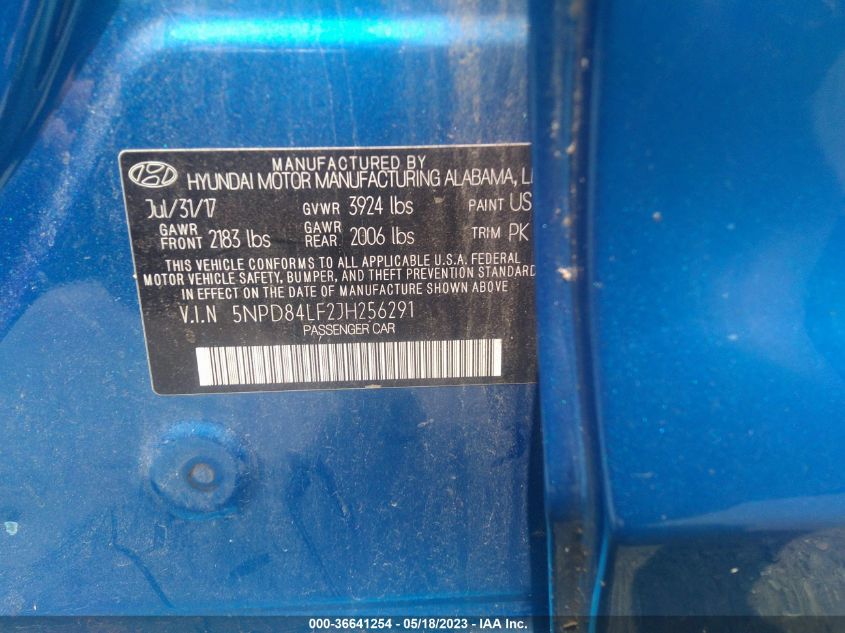 MANUFACTURED BY
HYUNDAI MOTOR MANUFACTURING ALABAMA,
Jul/31/17 GVWR 3924 lbs PAINT US
GAWR FRONT 2183 lbs GAWR REAR 2006 lbs TRIM PK
THIS VEHICLE CONFORMS TO ALL APPLICABLE U.S.A. FEDERAL
MOTOR VEHICLE SAFETY, BUMPER, AND THEFT PREVENTION STANDARD
IN EFFECT ON THE DATE OF MANUFACTURE SHOWN ABOVE
V.I.N 5NPD84LF2JH256291
PASSENGER CAR
000-36641254 - 05/18/2023 - IAA Inc.